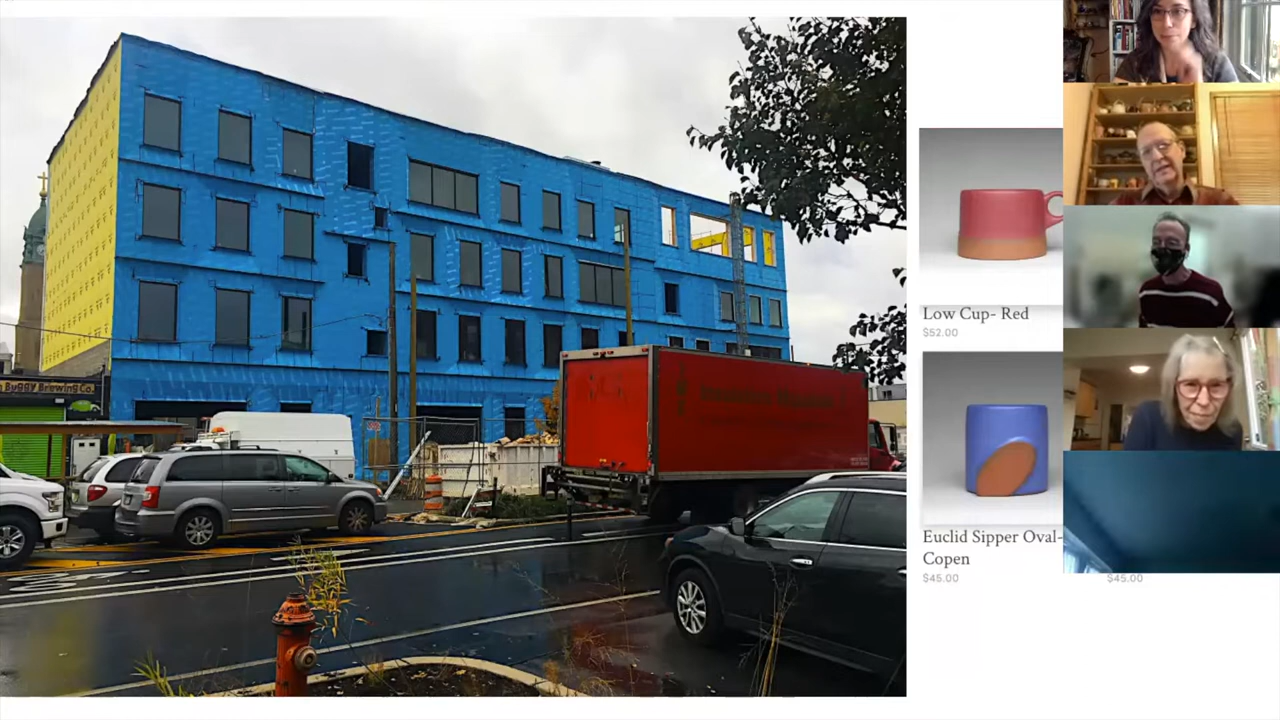 Buggy Brewing Co.
Low Cup- Red
$52.00
Euclid Sipper Oval-
Copen
$45.00
$45.00